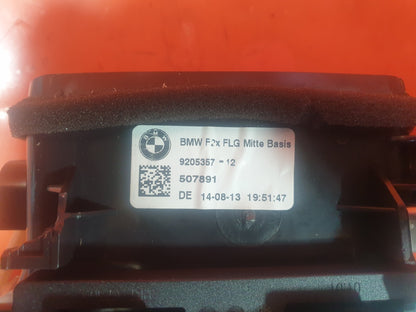 BMW F2x FLG Mitte Basis
9205357-12
507891
DE 14-08-13 19:51:47